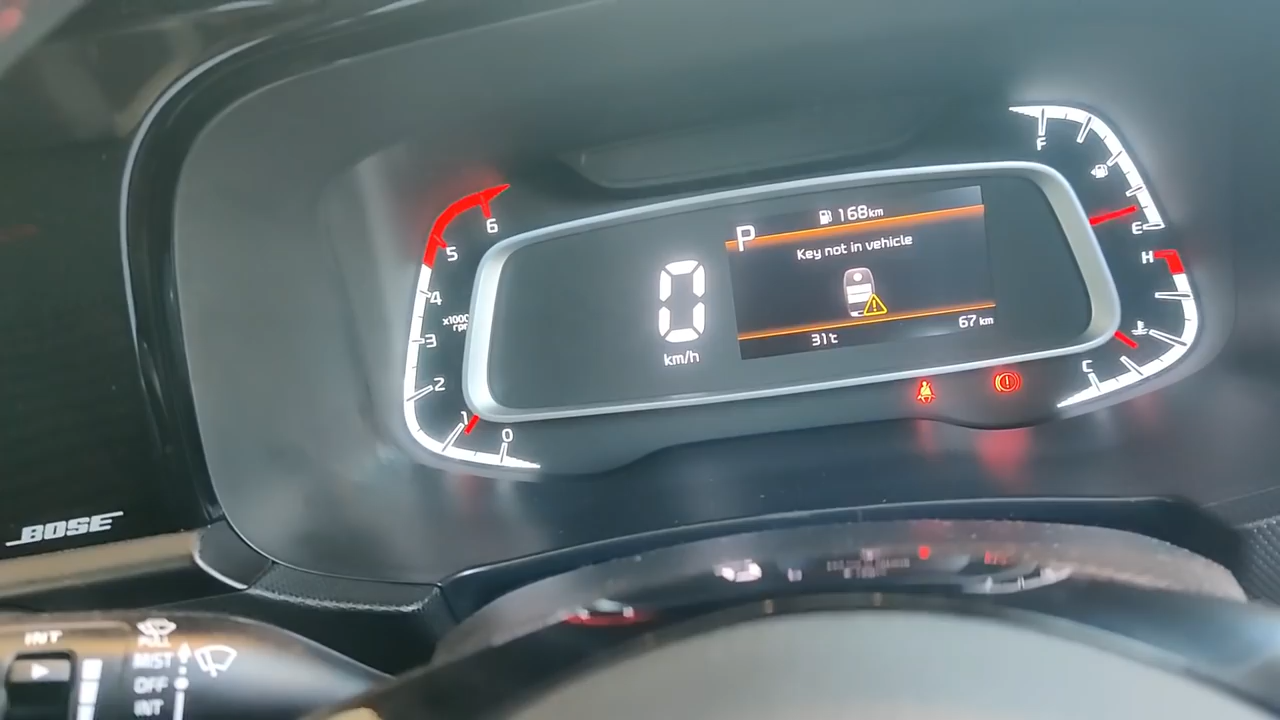 168km
P
Key not in vehicle
0
km/h
31℃
67 km
6
5
4
x1000
rpm
3
2
1
0
F
E
H
C
BOSE
INT
PULL
MIST
OFF
INT